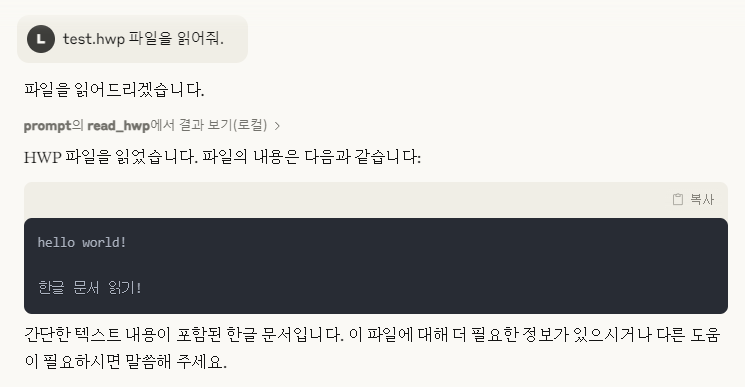 L test.hwp 파일을 읽어줘.
파일을 읽어드리겠습니다.
prompt의 read_hwp에서 결과 보기(로컬) >
HWP 파일을 읽었습니다. 파일의 내용은 다음과 같습니다:
복사
hello world!
한글 문서 읽기!
간단한 텍스트 내용이 포함된 한글 문서입니다. 이 파일에 대해 더 필요한 정보가 있으시거나 다른 도움
이 필요하시면 말씀해 주세요.